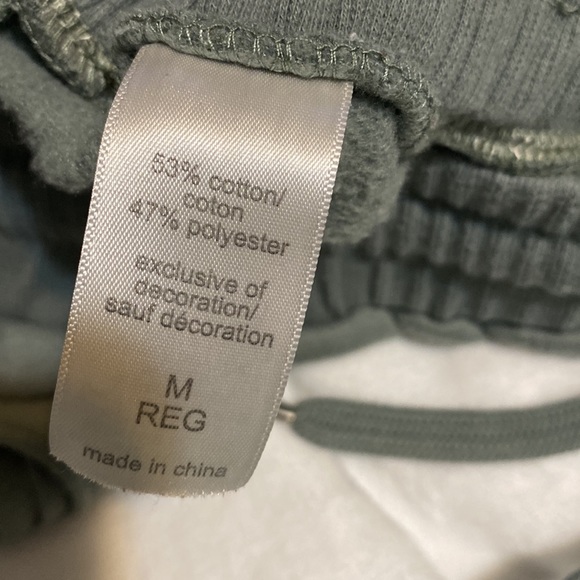 53% cotton/
coton
47% polyester
exclusive of
decoration/
sauf décoration
M
REG
made in china